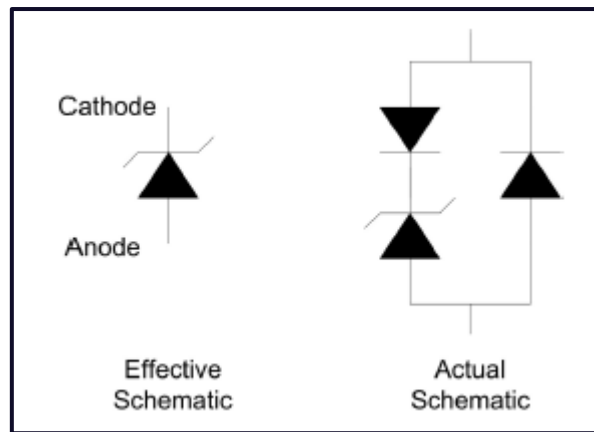 Cathode
Anode
Effective
Schematic
Actual
Schematic